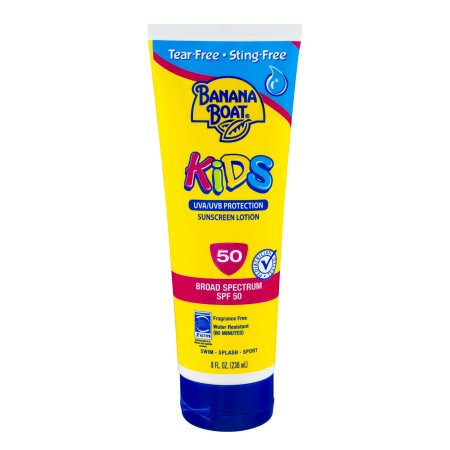 Tear-Free • Sting-Free
BANANA
BOAT®
KiDS
UVA/UVB PROTECTION
SUNSCREEN LOTION
50
BROAD SPECTRUM
SPF 50
Fragrance Free
Water Resistant
(80 MINUTES)
SWIM - SPLASH - SPORT
8 FL. OZ. (236 mL)